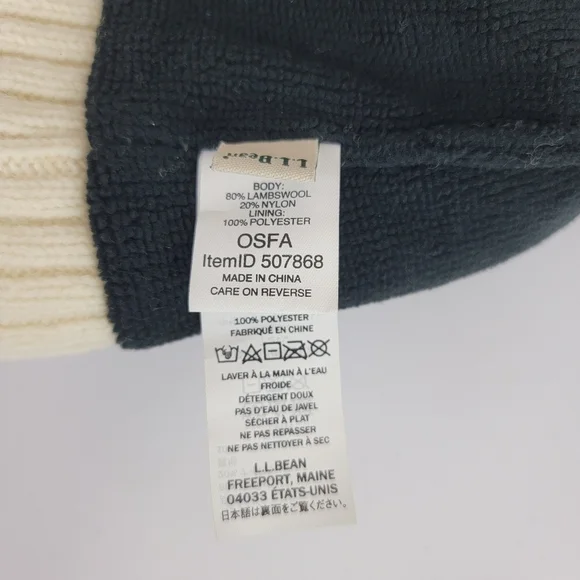 L.L.Bean
BODY:
80% LAMBSWOOL
20% NYLON
LINING:
100% POLYESTER
OSFA
ItemID 507868
MADE IN CHINA
CARE ON REVERSE
100% POLYESTER
FABRIQUÉ EN CHINE
LAVER À LA MAIN À L'EAU
FROIDE
DÉTERGENT DOUX
PAS D'EAU DE JAVEL
SÉCHER À PLAT
NE PAS REPASSER
NE PAS NETTOYER À SEC
L.L.BEAN
FREEPORT, MAINE
04033 ÉTATS-UNIS
日本語は裏面をご覧ください。